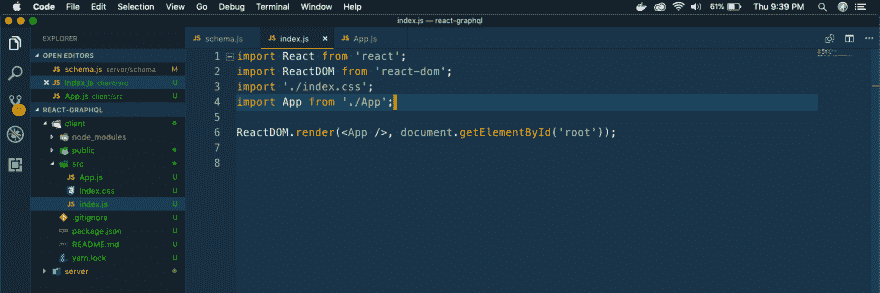 Code File Edit Selection View Go Debug Terminal Window Help 61% Thu 9:39 PM
index.js — react-graphql
EXPLORER
OPEN EDITORS
JS schema.js server/schema M
JS index.js client/src U
JS App.js client/src U
REACT-GRAPHQL
client
node_modules
public
src
JS App.js U
index.css U
JS index.js U
.gitignore U
package.json U
README.md U
yarn.lock U
server
JS schema.js JS index.js × JS App.js
1 import React from 'react';
2 import ReactDOM from 'react-dom';
3 import './index.css';
4 import App from './App';
5
6 ReactDOM.render(<App />, document.getElementById('root'));
7
8